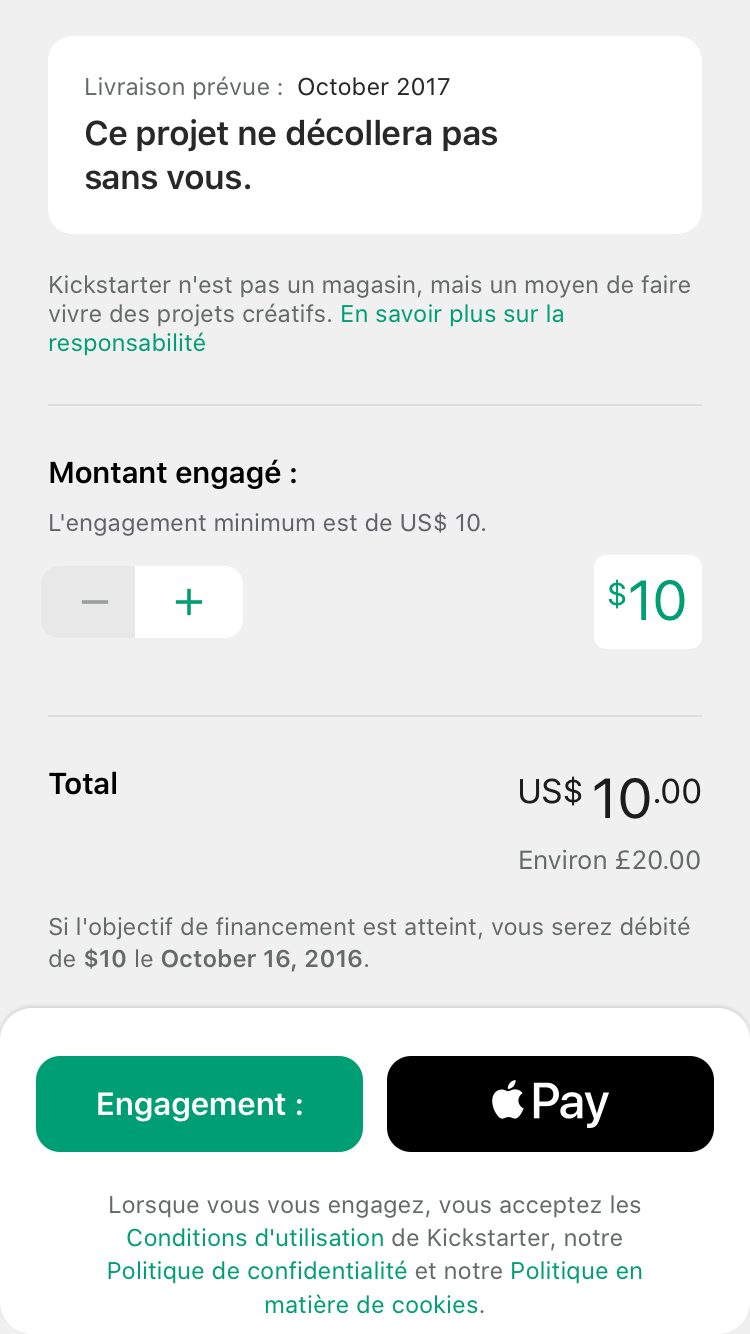 Livraison prévue : October 2017
Ce projet ne décollera pas
sans vous.
Kickstarter n'est pas un magasin, mais un moyen de faire
vivre des projets créatifs. En savoir plus sur la
responsabilité
Montant engagé :
L'engagement minimum est de US$ 10.
− +
$10
Total
US$ 10.00
Environ £20.00
Si l'objectif de financement est atteint, vous serez débité
de $10 le October 16, 2016.
Engagement :
Pay
Lorsque vous vous engagez, vous acceptez les
Conditions d'utilisation de Kickstarter, notre
Politique de confidentialité et notre Politique en
matière de cookies.